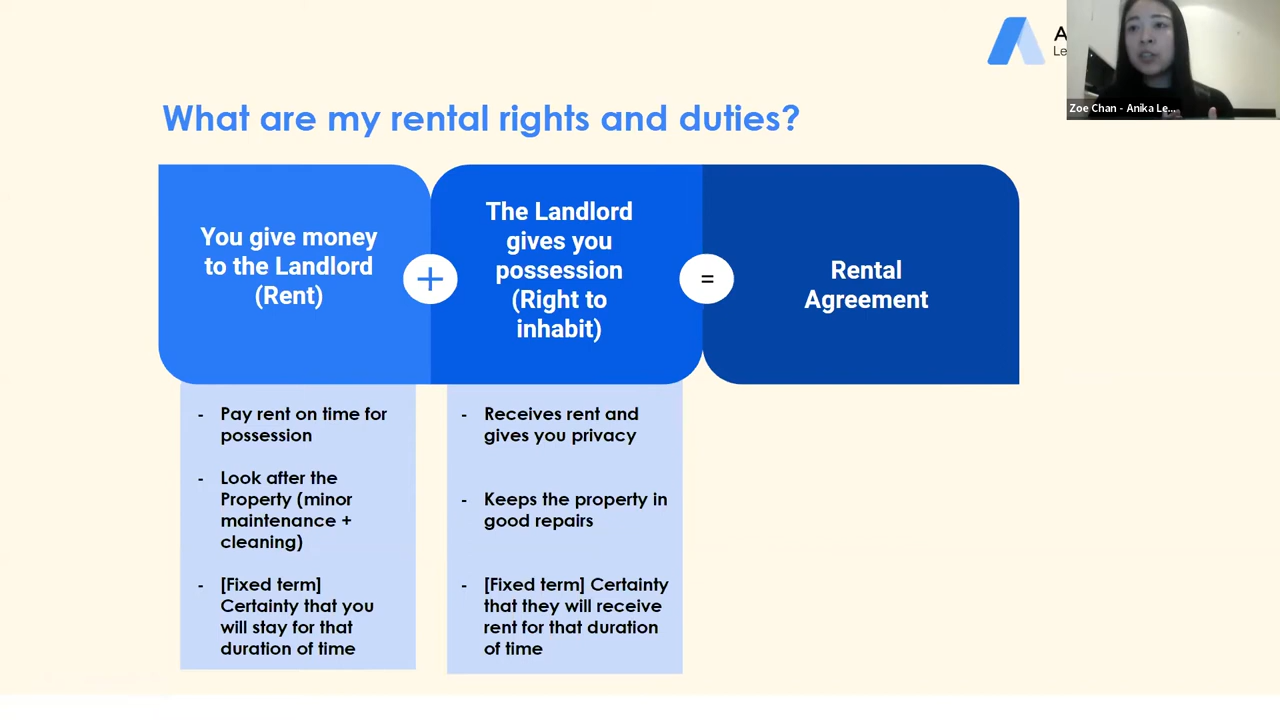 A
Le
Zoe Chan - Anika Le...
What are my rental rights and duties?
You give money
to the Landlord
(Rent)
+
The Landlord
gives you
possession
(Right to
inhabit)
=
Rental
Agreement
- Pay rent on time for
possession
- Look after the
Property (minor
maintenance +
cleaning)
- [Fixed term]
Certainty that you
will stay for that
duration of time
- Receives rent and
gives you privacy
- Keeps the property in
good repairs
- [Fixed term] Certainty
that they will receive
rent for that duration
of time